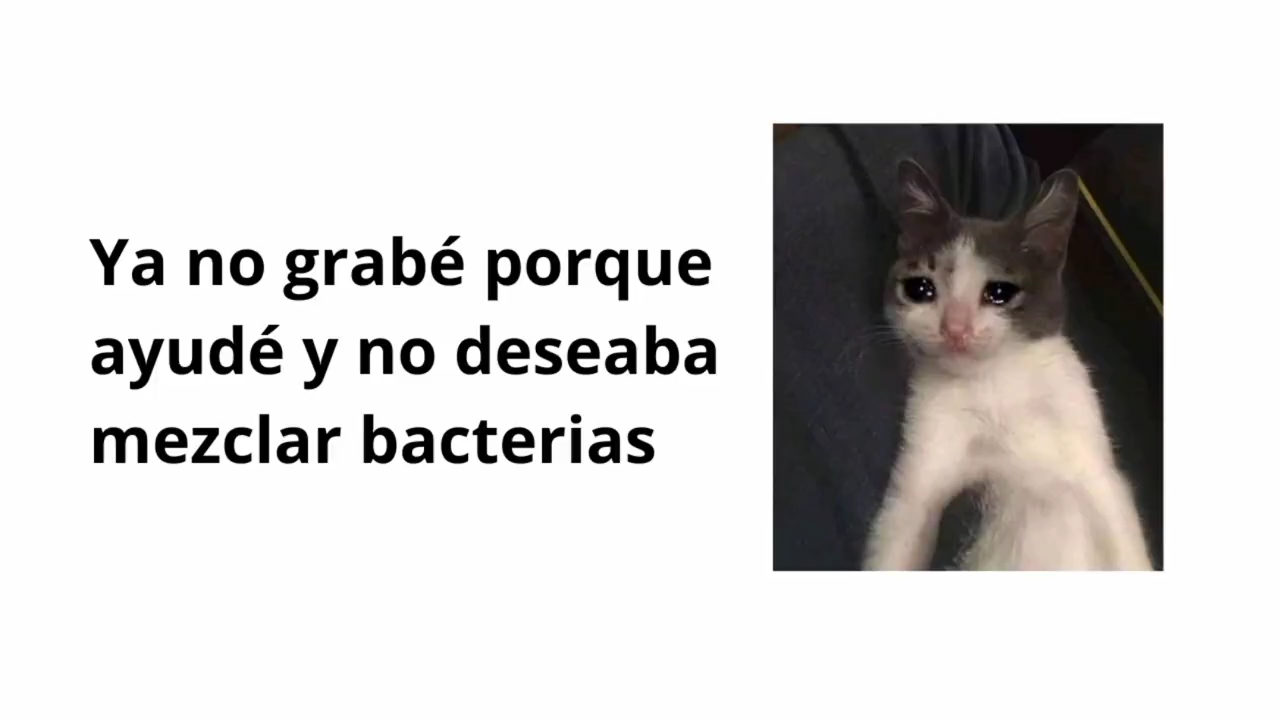 Ya no grabé porque
ayudé y no deseaba
mezclar bacterias